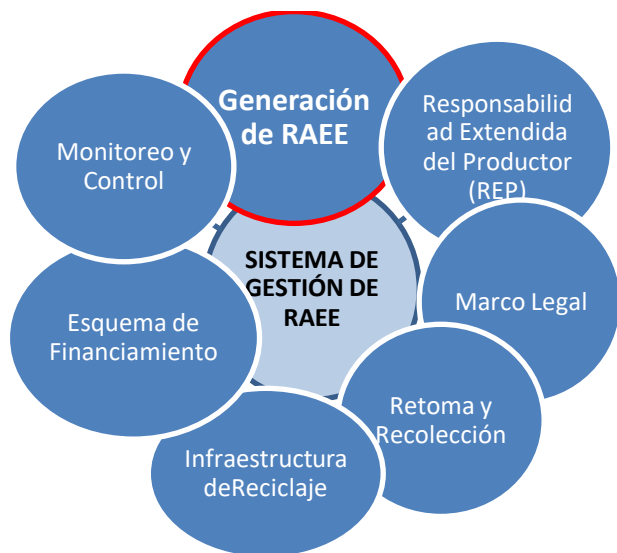 Generación
de RAEE
Responsabilid
ad Extendida
del Productor
(REP)
Marco Legal
Retoma y
Recolección
Infraestructura
deReciclaje
Esquema de
Financiamiento
Monitoreo y
Control
SISTEMA DE
GESTIÓN DE
RAEE